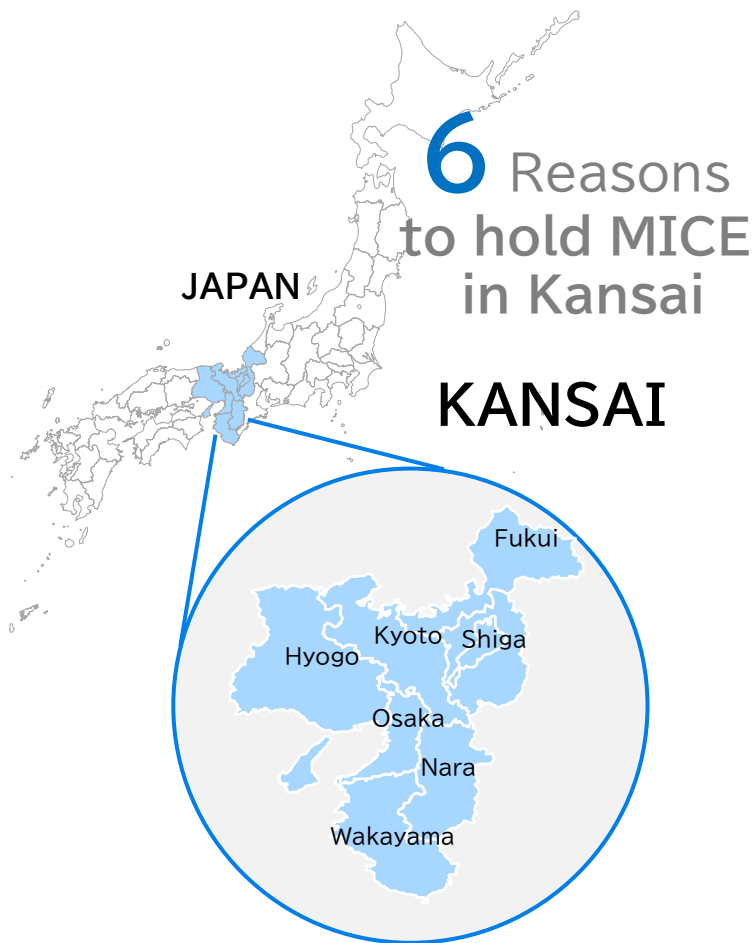 6 Reasons
to hold MICE
in Kansai
JAPAN
KANSAI
Fukui
Kyoto
Shiga
Hyogo
Osaka
Nara
Wakayama